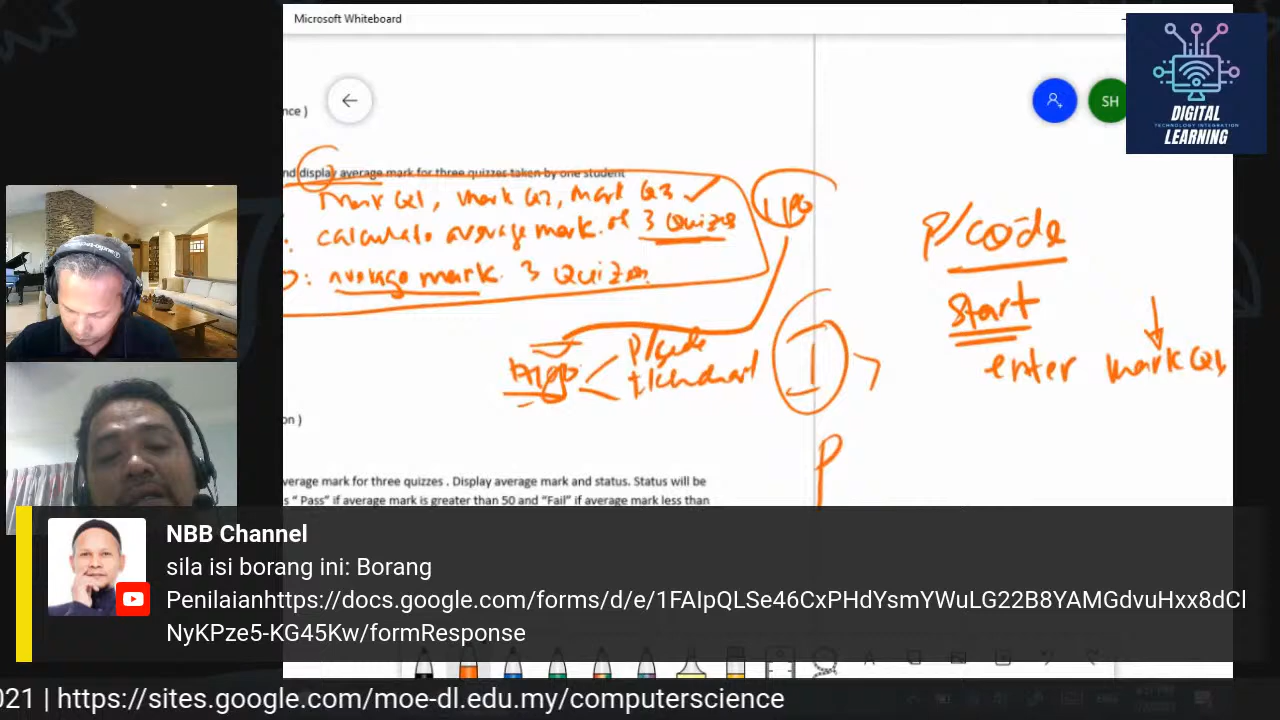 Microsoft Whiteboard
nce )
SH
DIGITAL
TECHNOLOGY INTEGRATION
LEARNING
nd display average mark for three quizzes taken by one student
mark Q1, mark Q2, mark Q3
: calculate average mark of 3 Quizes
: average mark 3 Quizes
IPO
P/code
Start
enter mark Q1,
Algo
P/code
flowchart
I
P
ion )
verage mark for three quizzes . Display average mark and status. Status will be
s " Pass" if average mark is greater than 50 and "Fail" if average mark less than
NBB Channel
sila isi borang ini: Borang
Penilaianhttps://docs.google.com/forms/d/e/1FAIpQLSe46CxPHdYsmYWuLG22B8YAMGdvuHxx8dCl
NyKPze5-KG45Kw/formResponse
021 | https://sites.google.com/moe-dl.edu.my/computerscience